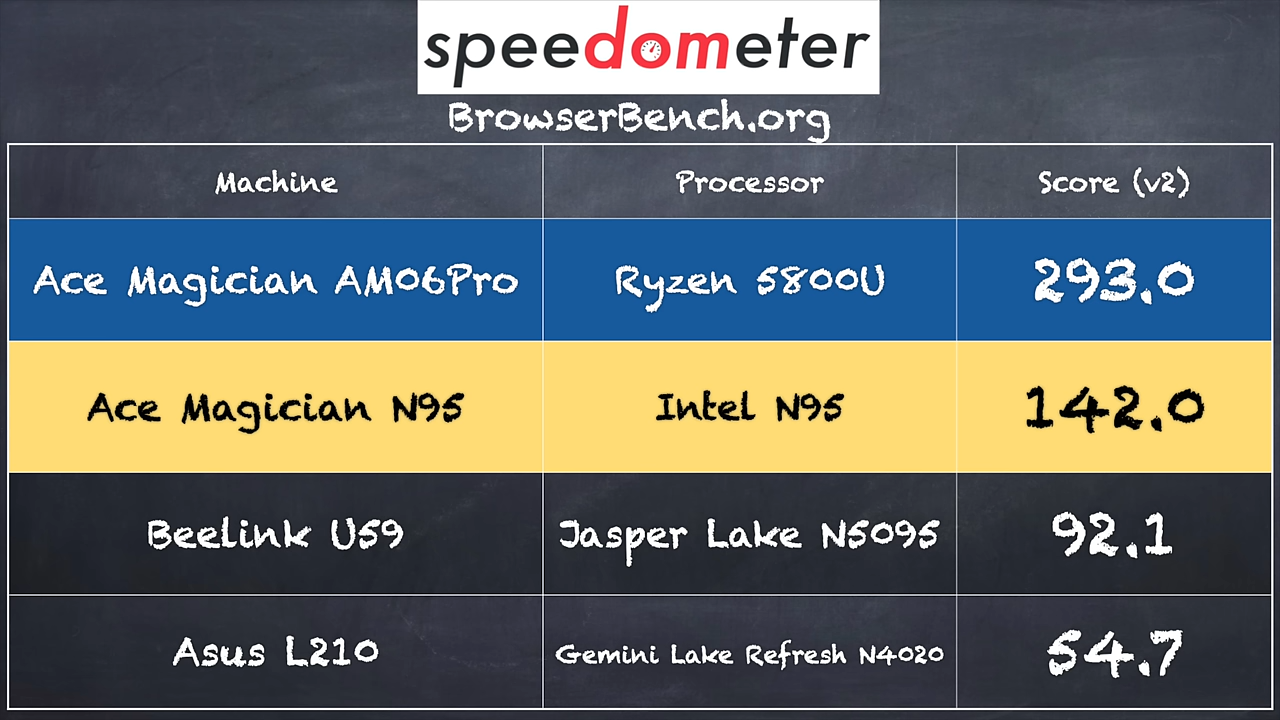 speedometer
BrowserBench.org
Machine Processor Score (v2)
Ace Magician AM06Pro Ryzen 5800U 293.0
Ace Magician N95 Intel N95 142.0
Beelink U59 Jasper Lake N5095 92.1
Asus L210 Gemini Lake Refresh N4020 54.7